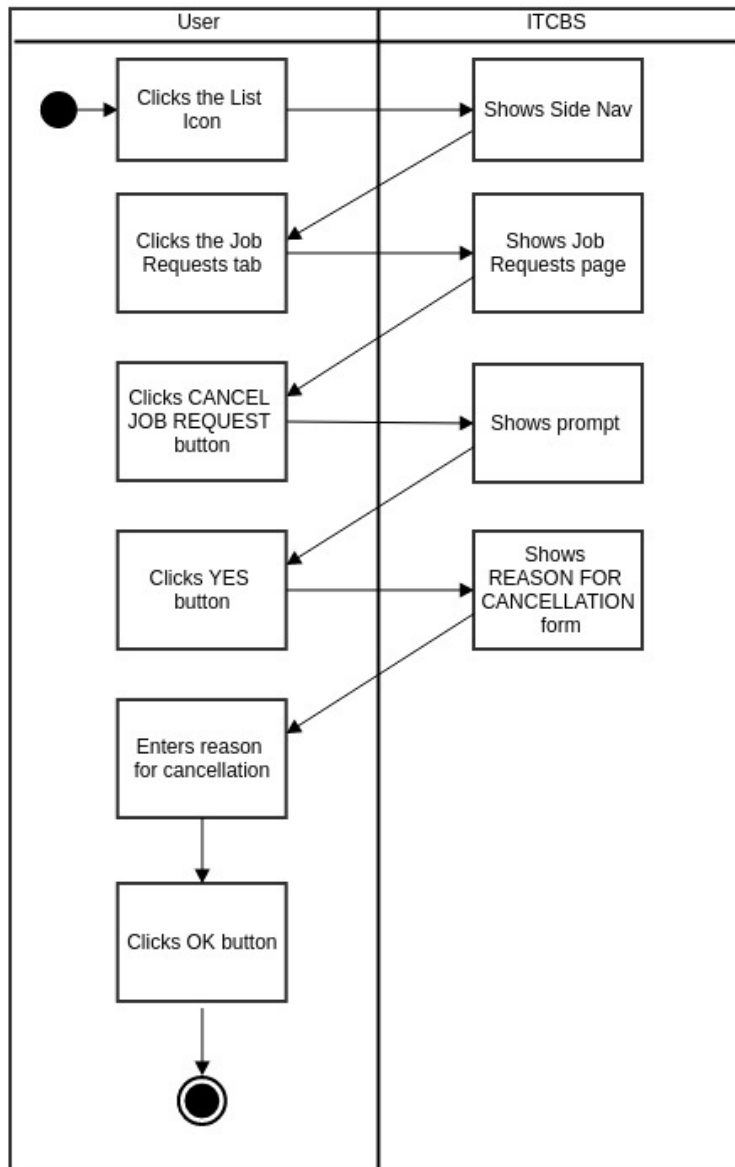 User
ITCBS
Clicks the List
Icon
Shows Side Nav
Clicks the Job
Requests tab
Shows Job
Requests page
Clicks CANCEL
JOB REQUEST
button
Shows prompt
Clicks YES
button
Shows
REASON FOR
CANCELLATION
form
Enters reason
for cancellation
Clicks OK button